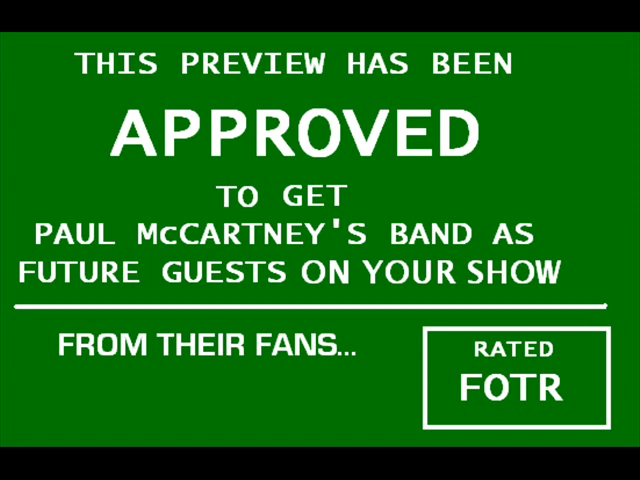 THIS PREVIEW HAS BEEN
APPROVED
TO GET
PAUL McCARTNEY'S BAND AS
FUTURE GUESTS ON YOUR SHOW
FROM THEIR FANS...
RATED
FOTR